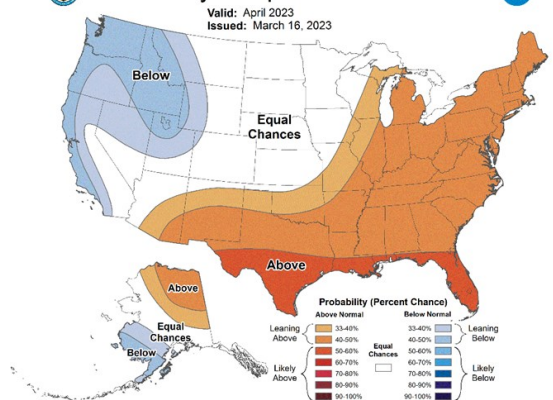 Valid: April 2023
Issued: March 16, 2023
Below
Equal
Chances
Above
Above
Equal
Chances
Below
Probability (Percent Chance)
Above Normal
Below Normal
Leaning
Above
33-40%
40-50%
Likely
Above
50-60%
60-70%
70-80%
80-90%
90-100%
Equal
Chances
33-40%
40-50%
Leaning
Below
50-60%
60-70%
70-80%
80-90%
90-100%
Likely
Below